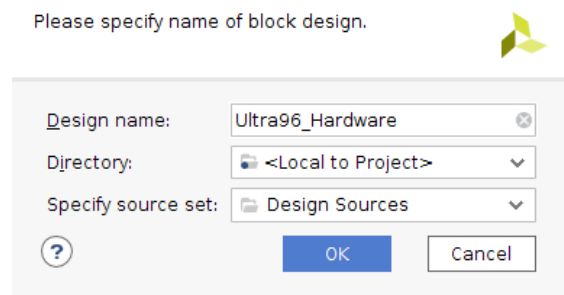 Please specify name of block design.
Design name: Ultra96_Hardware
Directory: <Local to Project>
Specify source set: Design Sources
? OK Cancel